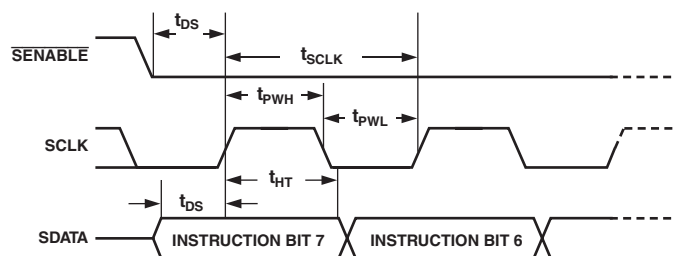 tDS
SENABLE
tSCLK
tPWH
tPWL
SCLK
tHT
tDS
SDATA
INSTRUCTION BIT 7
INSTRUCTION BIT 6